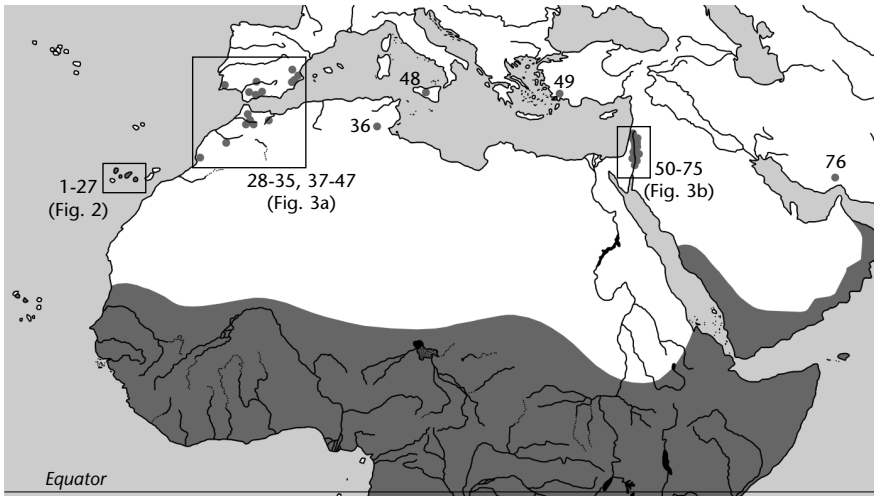 48
49
36
76
1-27
(Fig. 2)
28-35, 37-47
(Fig. 3a)
50-75
(Fig. 3b)
Equator